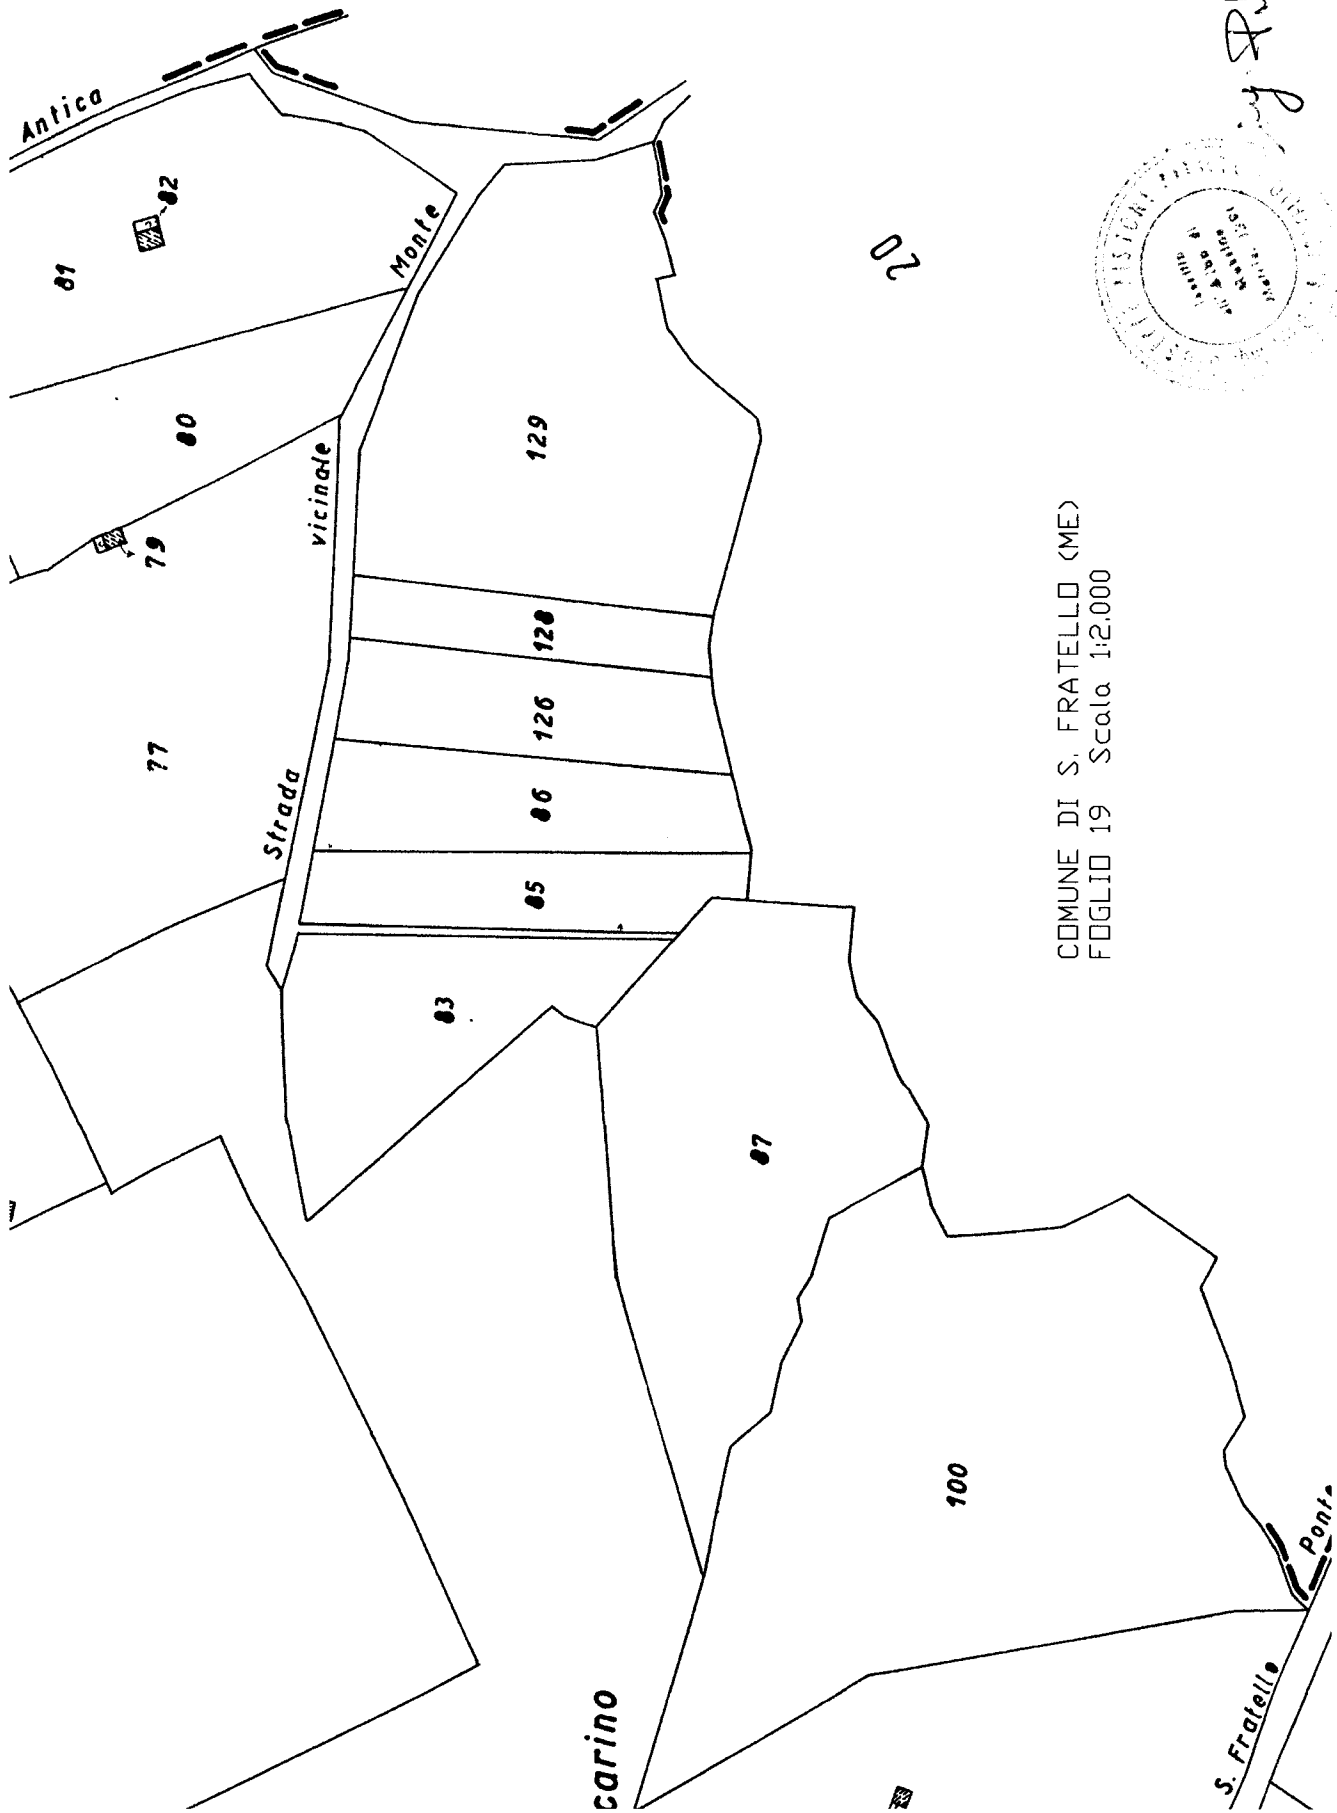 Antica
82
81
Monte
80
vicinale
79
129
128
126
77
Strada
86
85
83
87
100
carino
S. Fratello
Ponte
20
COMUNE DI S. FRATELLO (ME)
FOGLIO 19 Scala 1:2.000